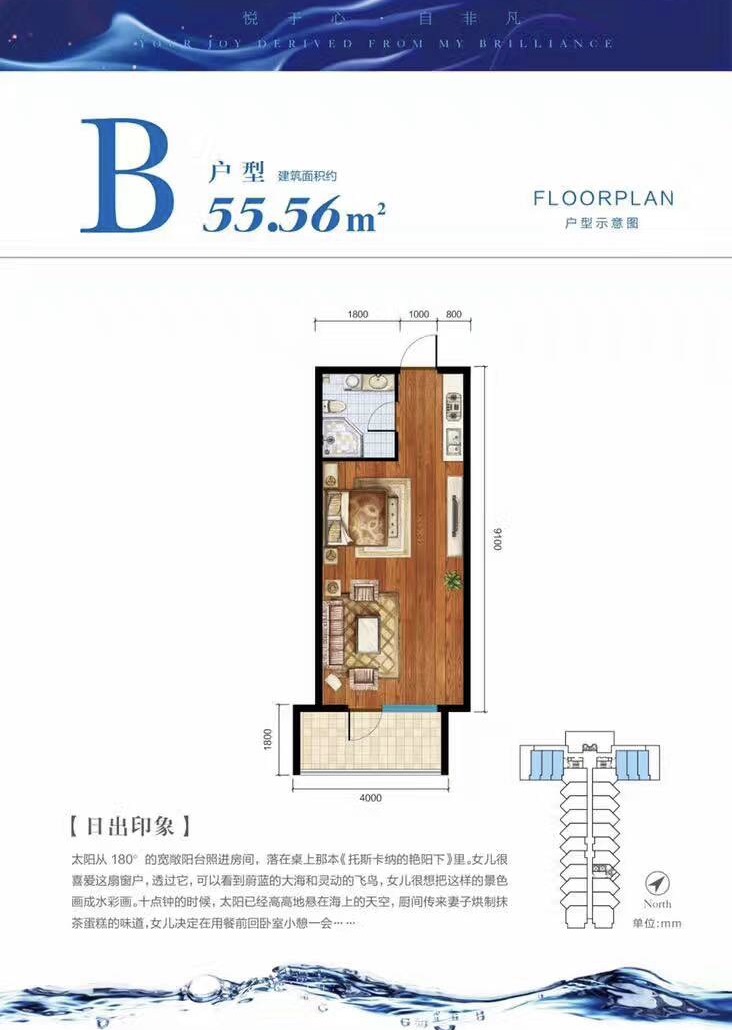 悦于心·自非凡
YOUR JOY DERIVED FROM MY BRILLIANCE
B 户型 建筑面积约
55.56m²
FLOORPLAN
户型示意图
1800 1000 800
9100
1800
4000
【日出印象】
太阳从 180° 的宽敞阳台照进房间，落在桌上那本《托斯卡纳的艳阳下》里。女儿很
喜爱这扇窗户，透过它，可以看到蔚蓝的大海和灵动的飞鸟，女儿很想把这样的景色
画成水彩画。十点钟的时候，太阳已经高高地悬在海上的天空，厨间传来妻子烘制抹
茶蛋糕的味道，女儿决定在用餐前回卧室小憩一会……
North
单位:mm